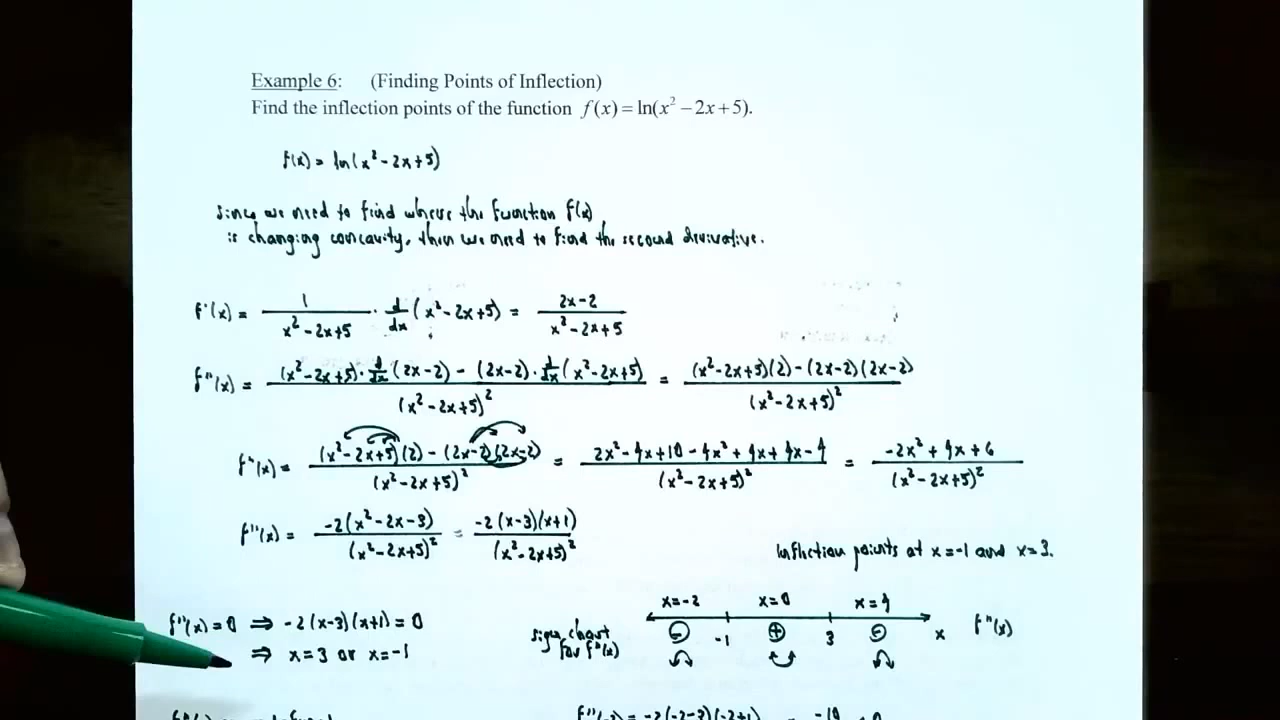 Example 6: (Finding Points of Inflection)
Find the inflection points of the function f(x) = ln(x² − 2x + 5).
f(x) = ln(x² − 2x + 5)
Since we need to find where the function f(x)
is changing concavity, then we need to find the second derivative.
f'(x) = 1/(x² − 2x + 5) · d/dx (x² − 2x + 5) = (2x − 2)/(x² − 2x + 5)
f''(x) = ((x² − 2x + 5) · d/dx (2x − 2) − (2x − 2) · d/dx (x² − 2x + 5))/(x² − 2x + 5)² = ((x² − 2x + 5)(2) − (2x − 2)(2x − 2))/(x² − 2x + 5)²
f''(x) = ((x² − 2x + 5)(2) − (2x − 2)(2x − 2))/(x² − 2x + 5)² = (2x² − 4x + 10 − 4x² + 4x + 4x − 4)/(x² − 2x + 5)² = (−2x² + 4x + 6)/(x² − 2x + 5)²
f''(x) = −2(x² − 2x − 3)/(x² − 2x + 5)² = −2(x − 3)(x + 1)/(x² − 2x + 5)²
Inflection points at x = −1 and x = 3.
x = −2 x = 0 x = 4
f''(x) = 0 ⇒ −2(x − 3)(x + 1) = 0
⇒ x = 3 or x = −1
sign chart
for f''(x)
− −1 + 3 − x f''(x)